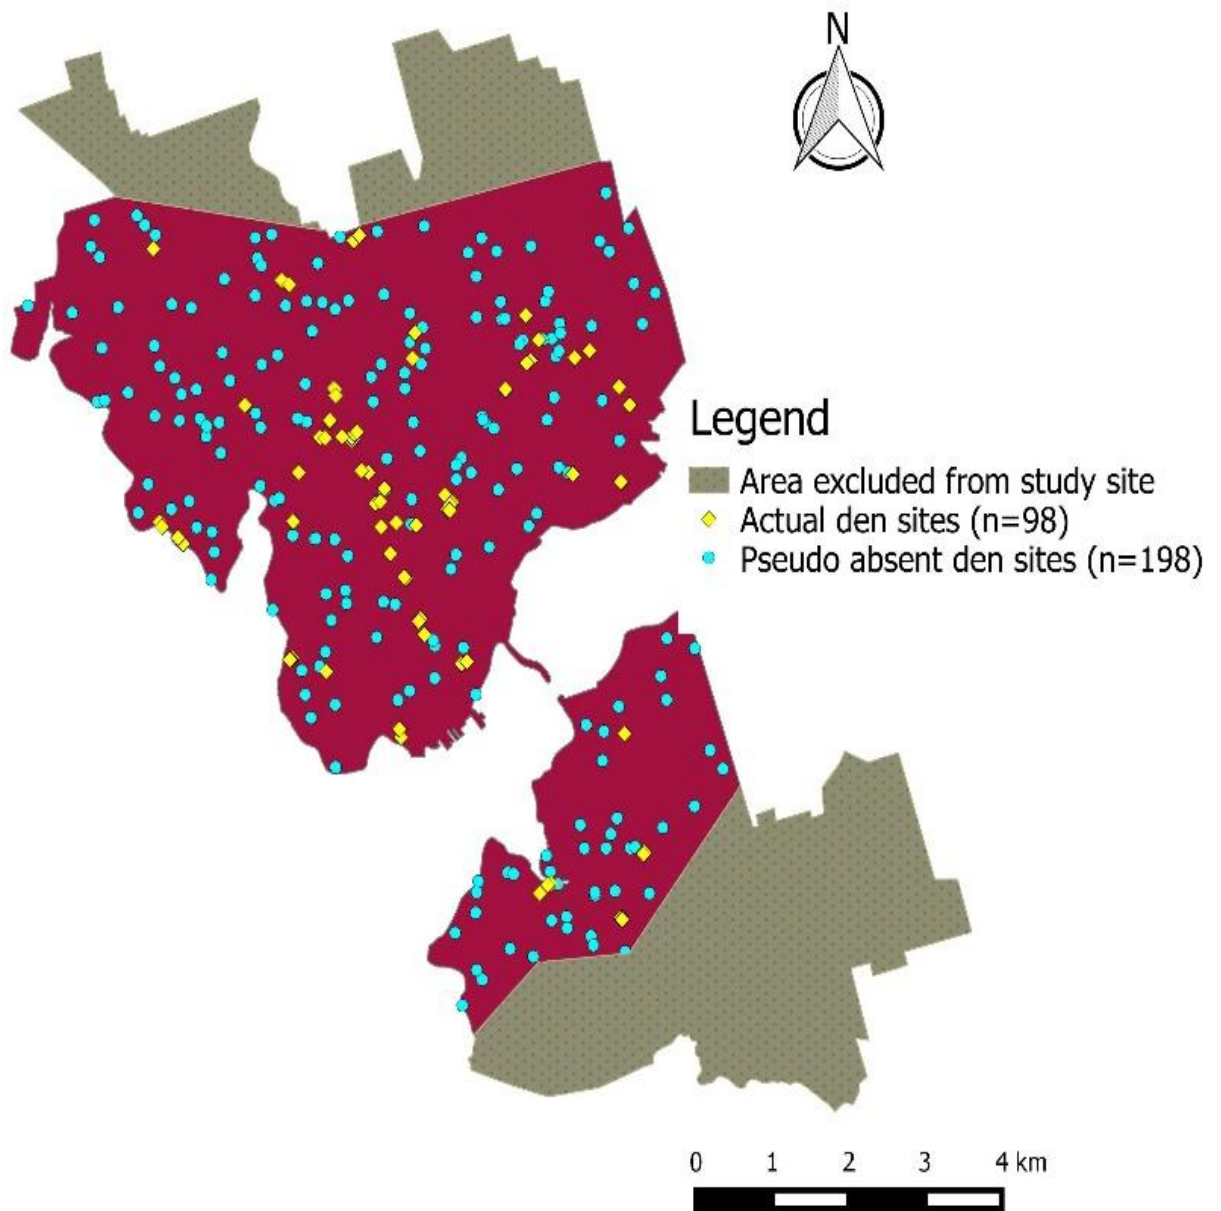 N
Legend
Area excluded from study site
Actual den sites (n=98)
Pseudo absent den sites (n=198)
0 1 2 3 4 km